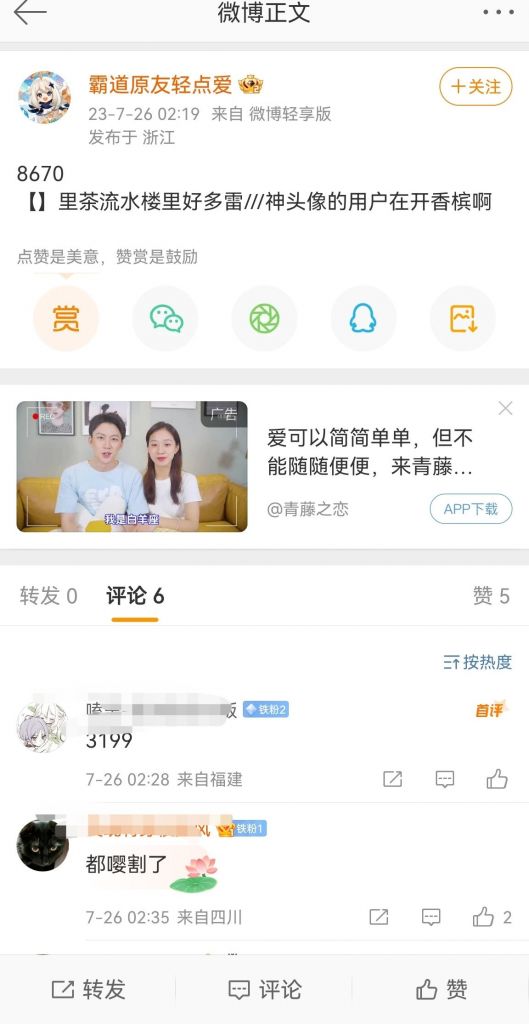 微博正文
霸道原友轻点爱
+关注
23-7-26 02:19 来自 微博轻享版
发布于 浙江
8670
【】里茶流水楼里好多雷///神头像的用户在开香槟啊
点赞是美意，赞赏是鼓励
赏
REC
广告
我是白羊座
爱可以简简单单，但不
能随随便便，来青藤...
@青藤之恋
APP下载
转发 0
评论 6
赞 5
按热度
铁粉2
首评
3199
7-26 02:28 来自福建
铁粉1
都嘤割了
7-26 02:35 来自四川
2
转发
评论
赞